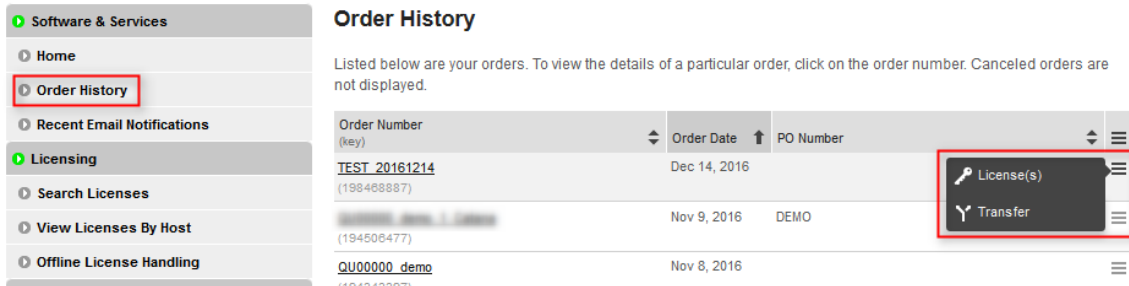 Software & Services
Home
Order History
Recent Email Notifications
Licensing
Search Licenses
View Licenses By Host
Offline License Handling
Order History
Listed below are your orders. To view the details of a particular order, click on the order number. Canceled orders are
not displayed.
Order Number
(key)
Order Date
PO Number
TEST_20161214
(198468887)
Dec 14, 2016
License(s)
Transfer
(194506477)
Nov 9, 2016
DEMO
QU00000_demo
Nov 8, 2016